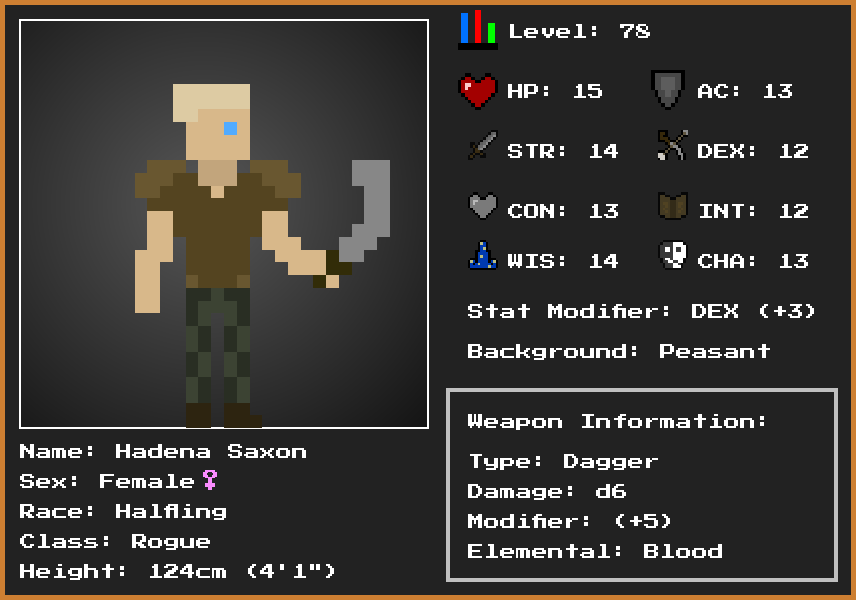 Level: 78
HP: 15
AC: 13
STR: 14
DEX: 12
CON: 13
INT: 12
WIS: 14
CHA: 13
Stat Modifier: DEX (+3)
Background: Peasant
Weapon Information:
Type: Dagger
Damage: d6
Modifier: (+5)
Elemental: Blood
Name: Hadena Saxon
Sex: Female♀
Race: Halfling
Class: Rogue
Height: 124cm (4'1")